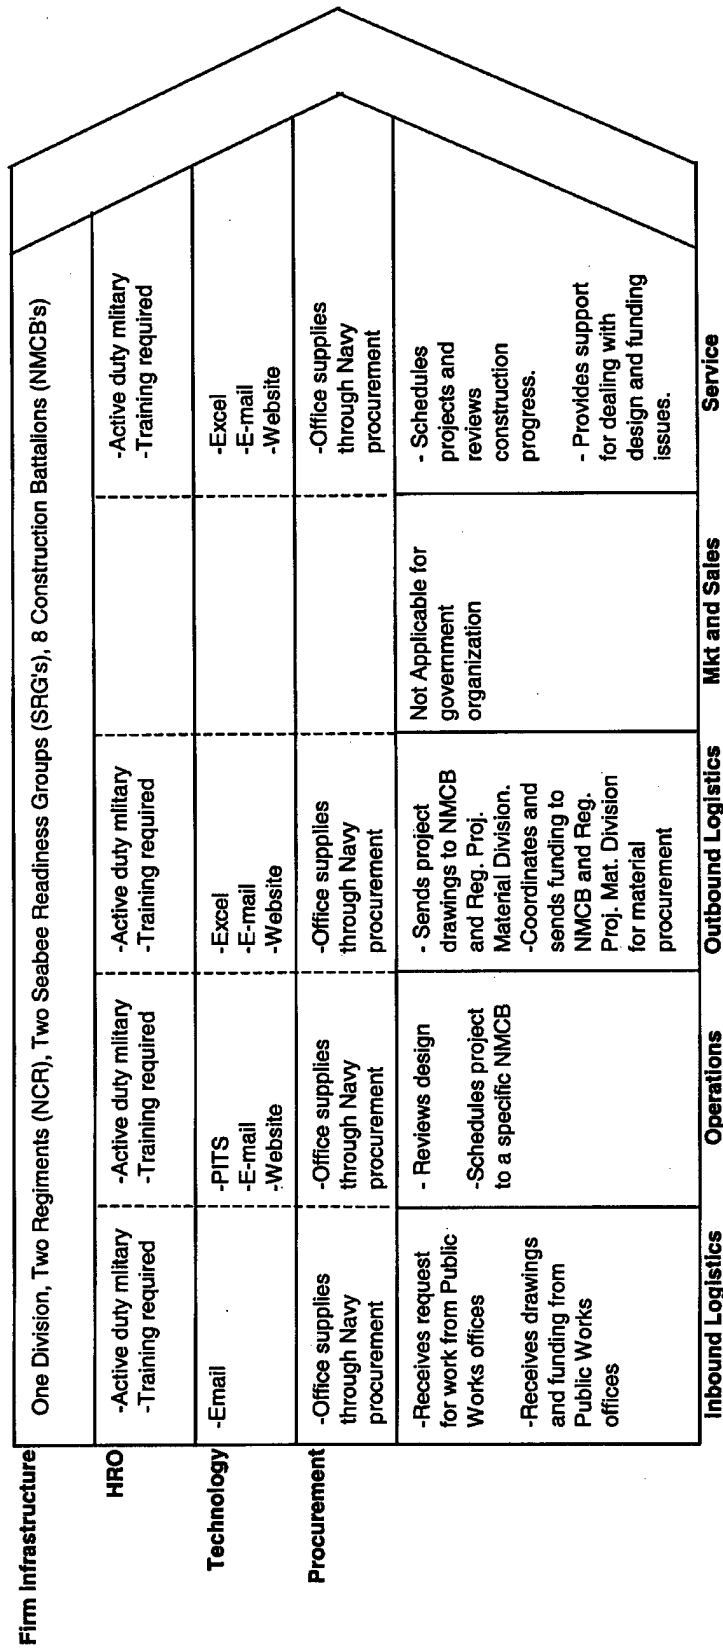 Firm Infrastructure
One Division, Two Regiments (NCR), Two Seabee Readiness Groups (SRG's), 8 Construction Battalions (NMCB's)
HRO
-Active duty military
-Training required
-Active duty military
-Training required
-Active duty military
-Training required
-Active duty military
-Training required
Technology
-Email
-PITS
-E-mail
-Website
-Excel
-E-mail
-Website
-Excel
-E-mail
-Website
Procurement
-Office supplies
through Navy
procurement
-Office supplies
through Navy
procurement
-Office supplies
through Navy
procurement
-Office supplies
through Navy
procurement
-Receives request
for work from Public
Works offices
-Receives drawings
and funding from
Public Works
offices
- Reviews design
-Schedules project
to a specific NMCB
- Sends project
drawings to NMCB
and Reg. Proj.
Material Division.
-Coordinates and
sends funding to
NMCB and Reg.
Proj. Mat. Division
for material
procurement
Not Applicable for
government
organization
- Schedules
projects and
reviews
construction
progress.
- Provides support
for dealing with
design and funding
issues.
Inbound Logistics
Operations
Outbound Logistics
Mkt and Sales
Service